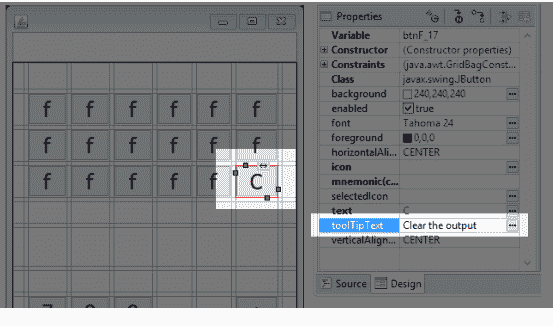 Properties
Variable btnF_17
Constructor (Constructor properties)
Constraints (java.awt.GridBagConst...
Class javax.swing.JButton
background 240,240,240
enabled true
font Tahoma 24
foreground 0,0,0
horizontalAli... CENTER
icon
mnemonic(c...
selectedIcon
text C
toolTipText Clear the output
verticalAlign... CENTER
Source Design
f f f f f f
f f f f f f
f f f f f C